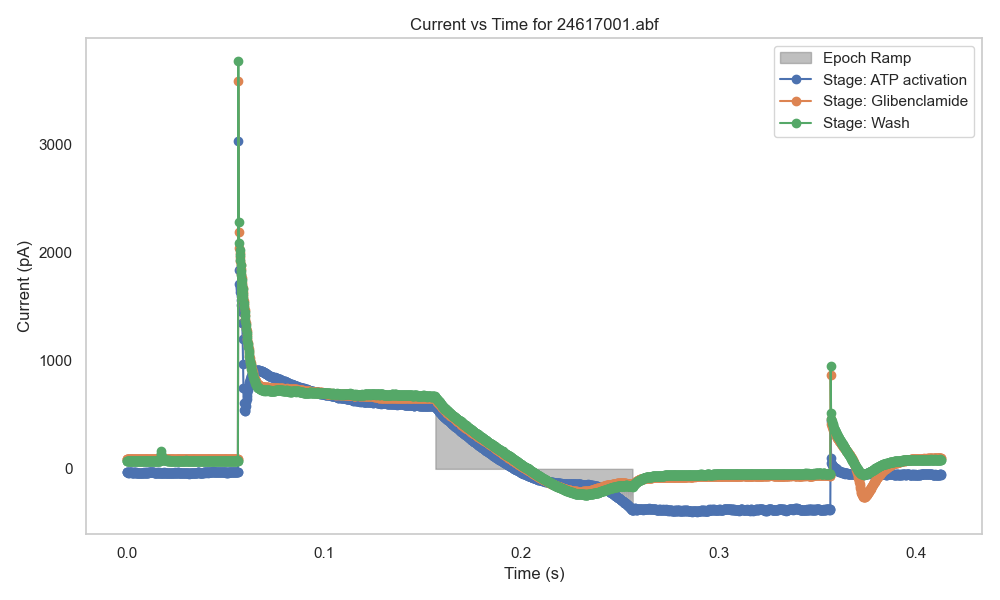 Current vs Time for 24617001.abf
Epoch Ramp
Stage: ATP activation
Stage: Glibenclamide
Stage: Wash
Current (pA)
3000
2000
1000
0
0.0 0.1 0.2 0.3 0.4
Time (s)